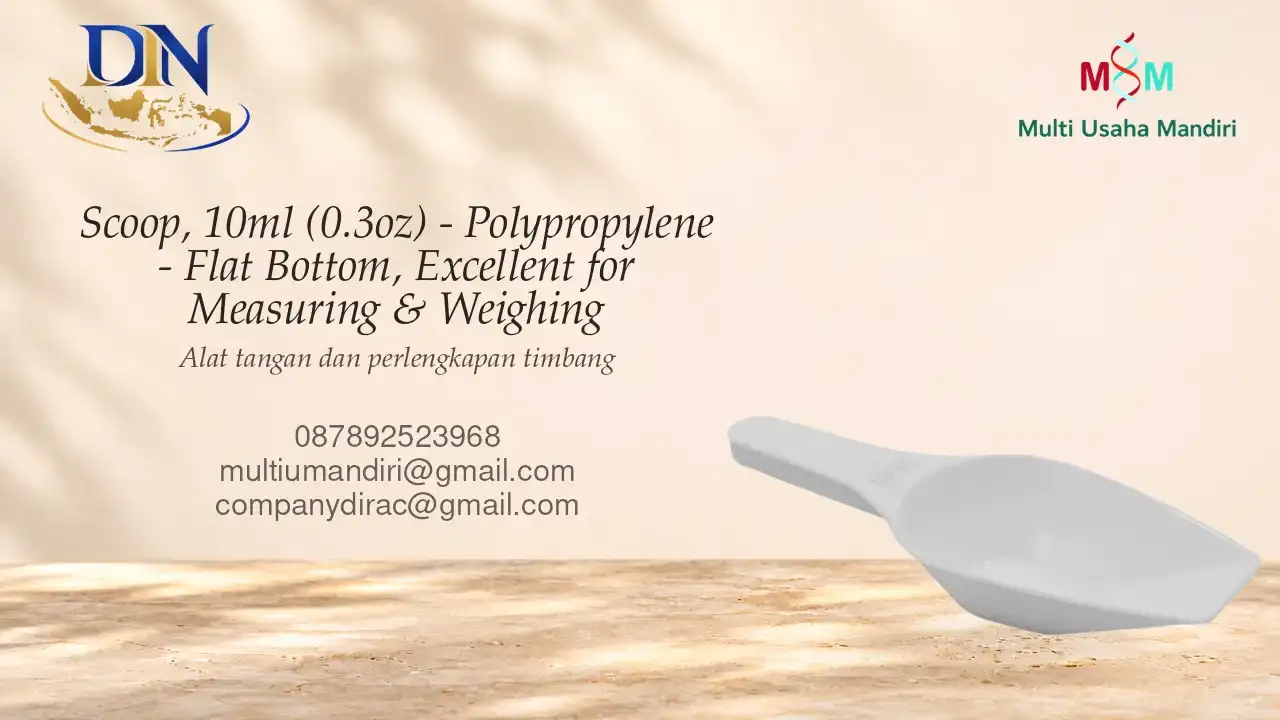 DN
M M
Multi Usaha Mandiri
Scoop, 10ml (0.3oz) - Polypropylene
- Flat Bottom, Excellent for
Measuring & Weighing
Alat tangan dan perlengkapan timbang
087892523968
multiumandiri@gmail.com
companydirac@gmail.com